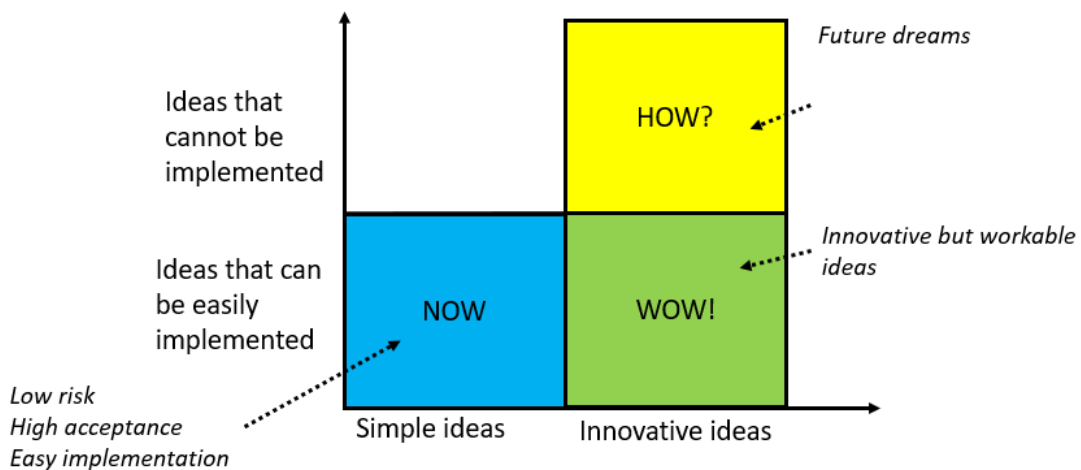 Future dreams
Ideas that
cannot be
implemented
HOW?
Innovative but workable
ideas
Ideas that can
be easily
implemented
NOW
WOW!
Low risk
High acceptance
Easy implementation
Simple ideas
Innovative ideas